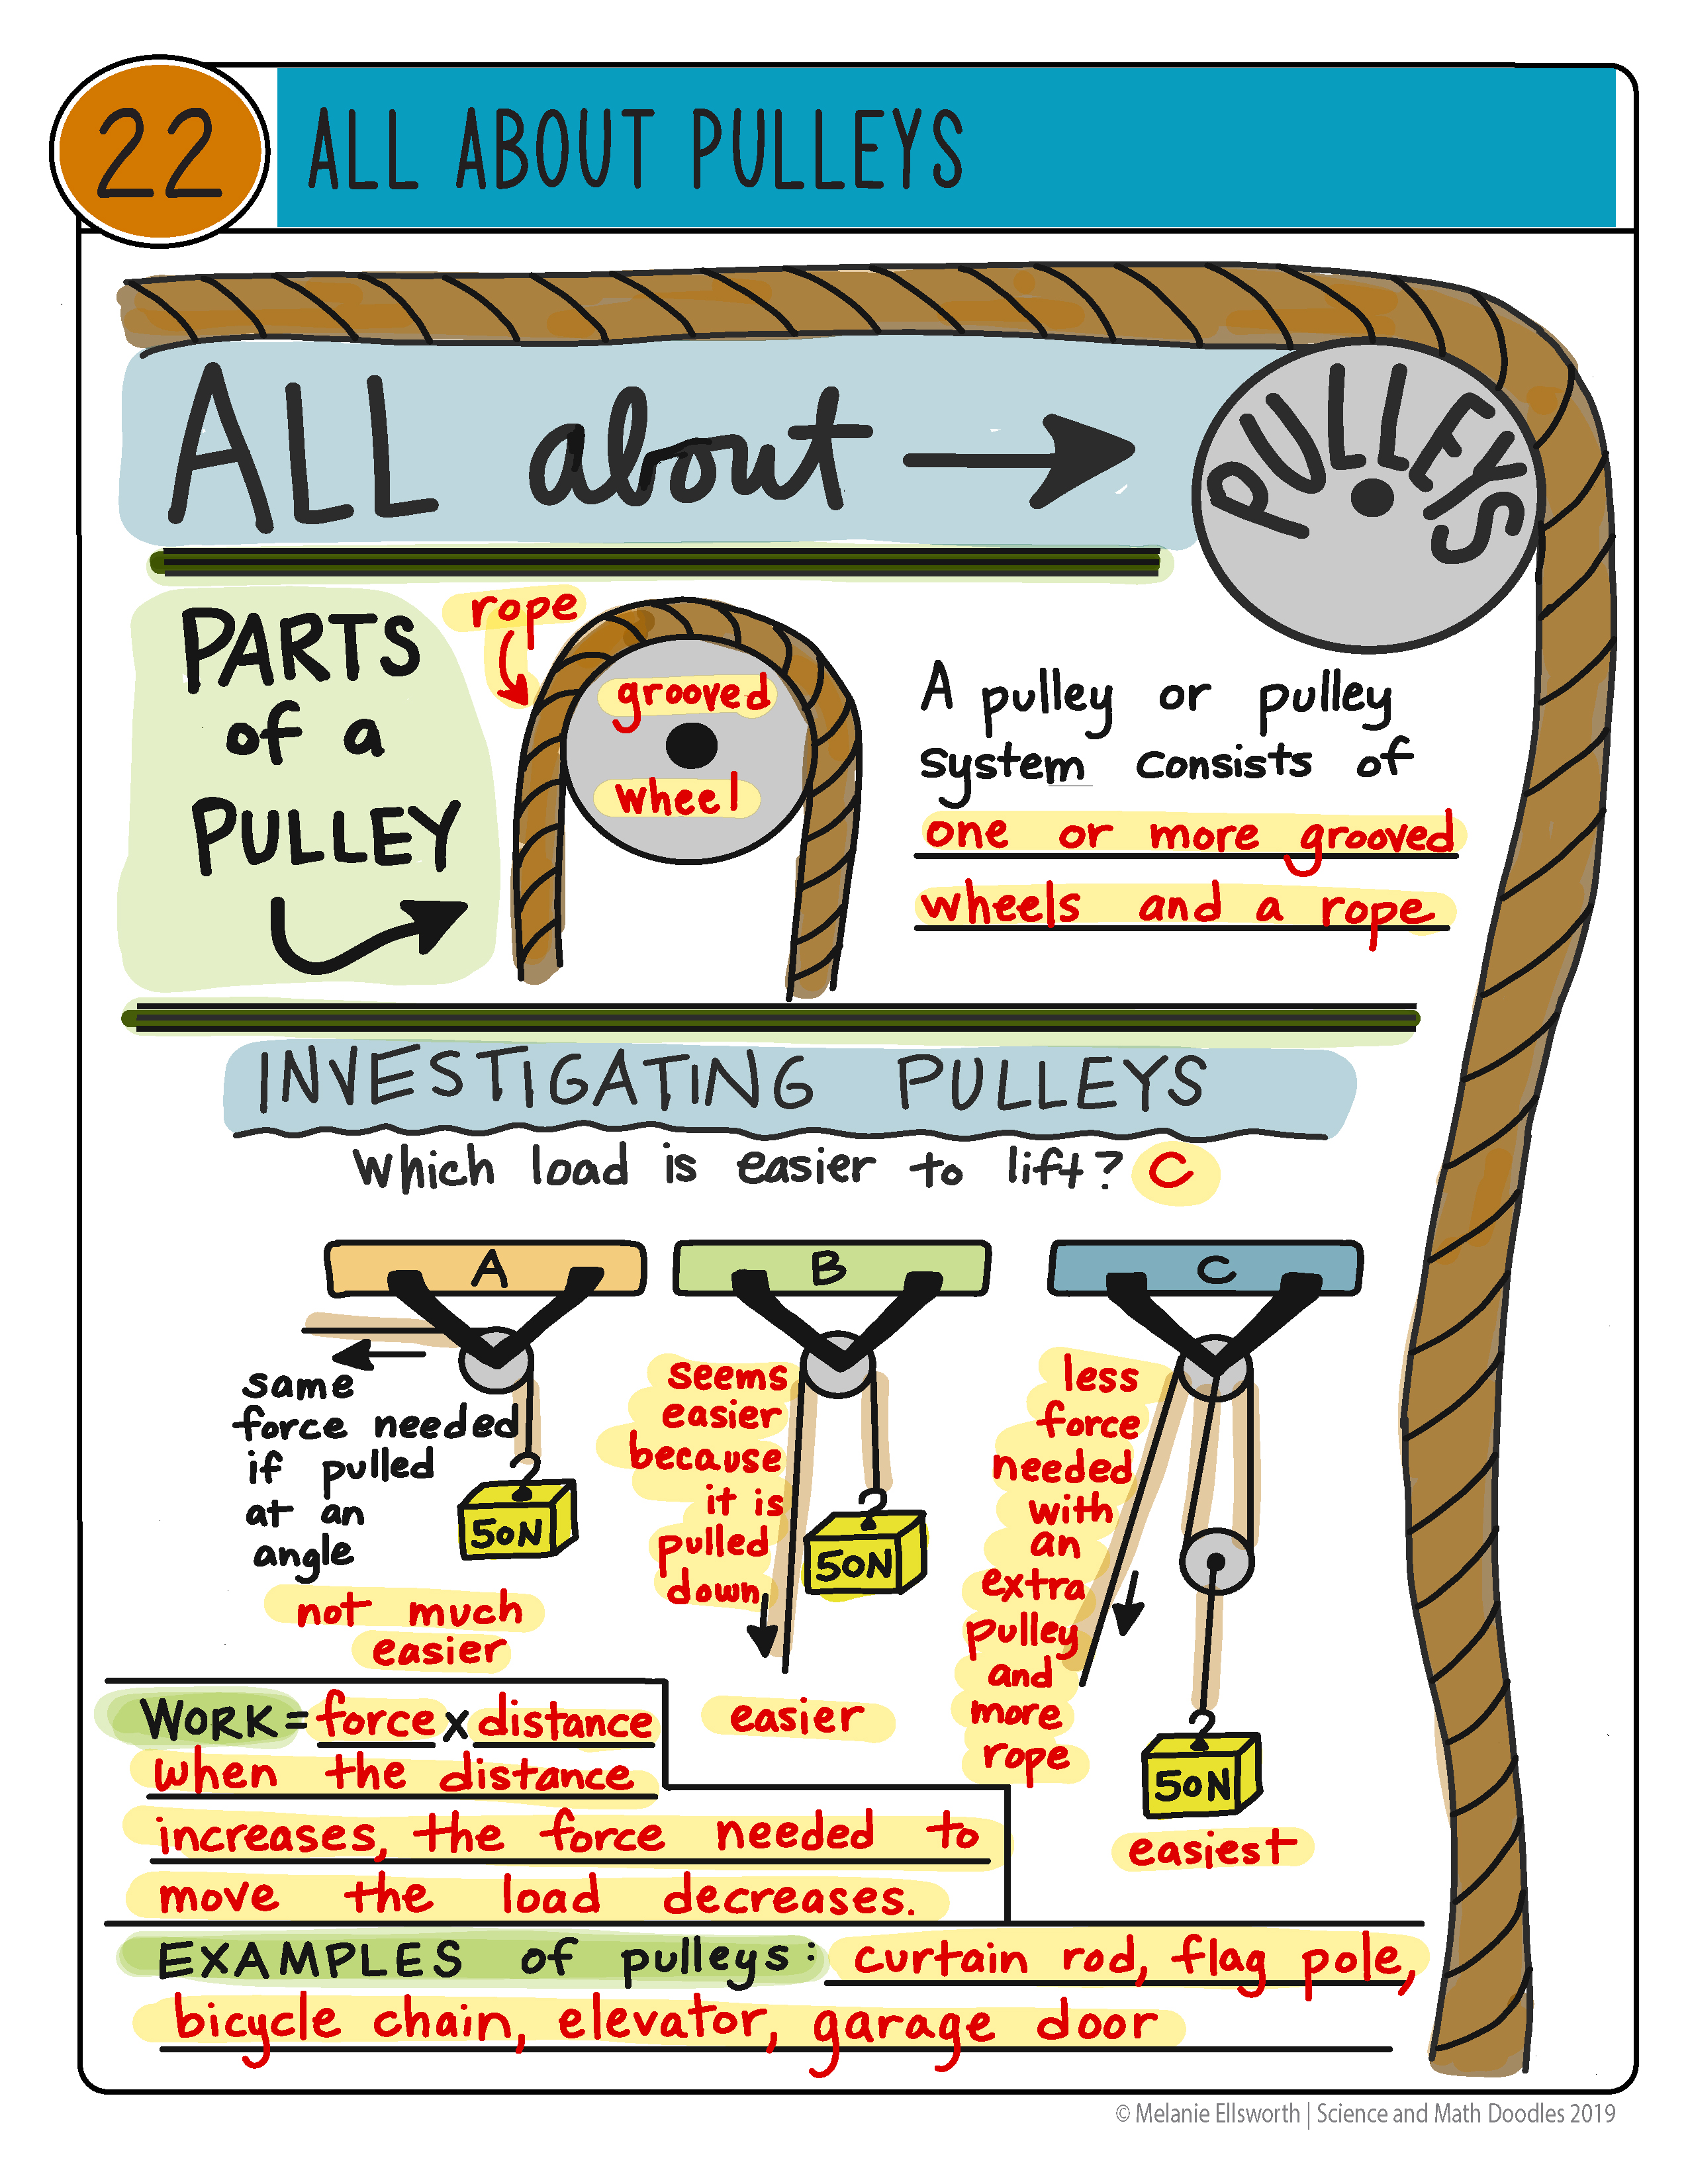 22 ALL ABOUT PULLEYS
ALL about
PULLEYS
PARTS
of a
PULLEY
rope
grooved
wheel
A pulley or pulley
system consists of
one or more grooved
wheels and a rope
INVESTIGATING PULLEYS
Which load is easier to lift? C
A
same
force needed
if pulled
at an
angle
50N
not much
easier
B
seems
easier
because
it is
pulled
down
50N
easier
C
less
force
needed
with
an
extra
pulley
and
more
rope
50N
easiest
WORK = force x distance
when the distance
increases, the force needed to
move the load decreases.
EXAMPLES of pulleys: curtain rod, flag pole,
bicycle chain, elevator, garage door
© Melanie Ellsworth | Science and Math Doodles 2019